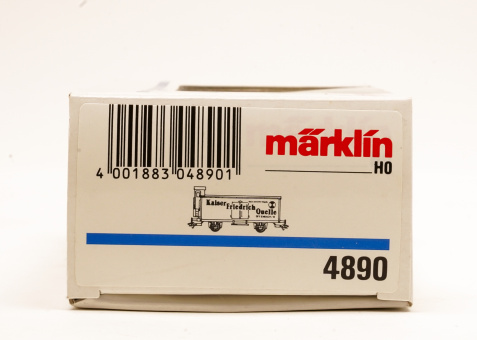 märklin
H0
4 001883 048901
Kaiser
Friedrich
Quelle
4890